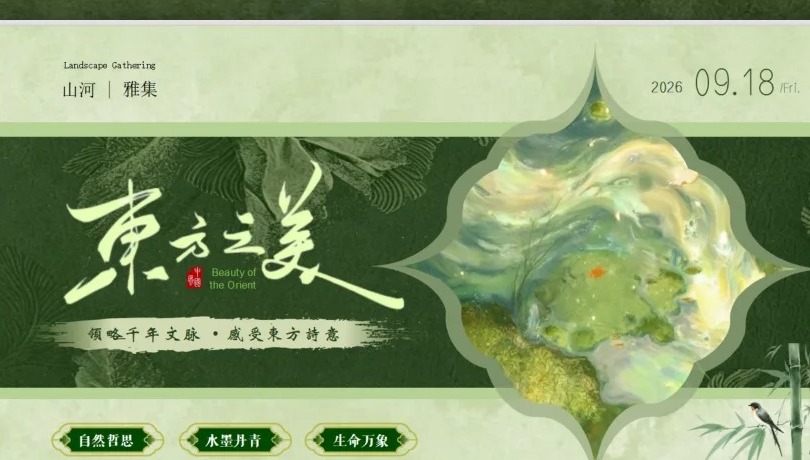 Landscape Gathering
山河 | 雅集
2026 09.18 /Fri.
東方之美
中國
Beauty of
the Orient
領略千年文脉 · 感受東方詩意
自然哲思
水墨丹青
生命万象